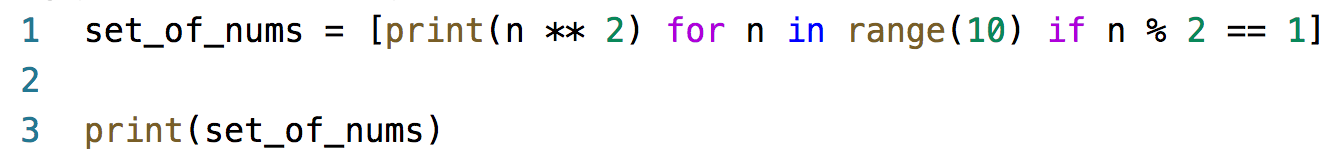 1 set_of_nums = [print(n ** 2) for n in range(10) if n % 2 == 1]
2
3 print(set_of_nums)